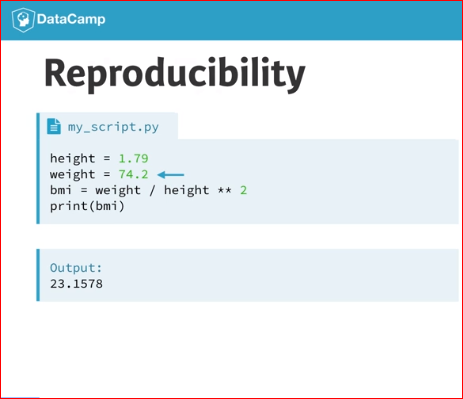 DataCamp
Reproducibility
my_script.py
height = 1.79
weight = 74.2
bmi = weight / height ** 2
print(bmi)
Output:
23.1578